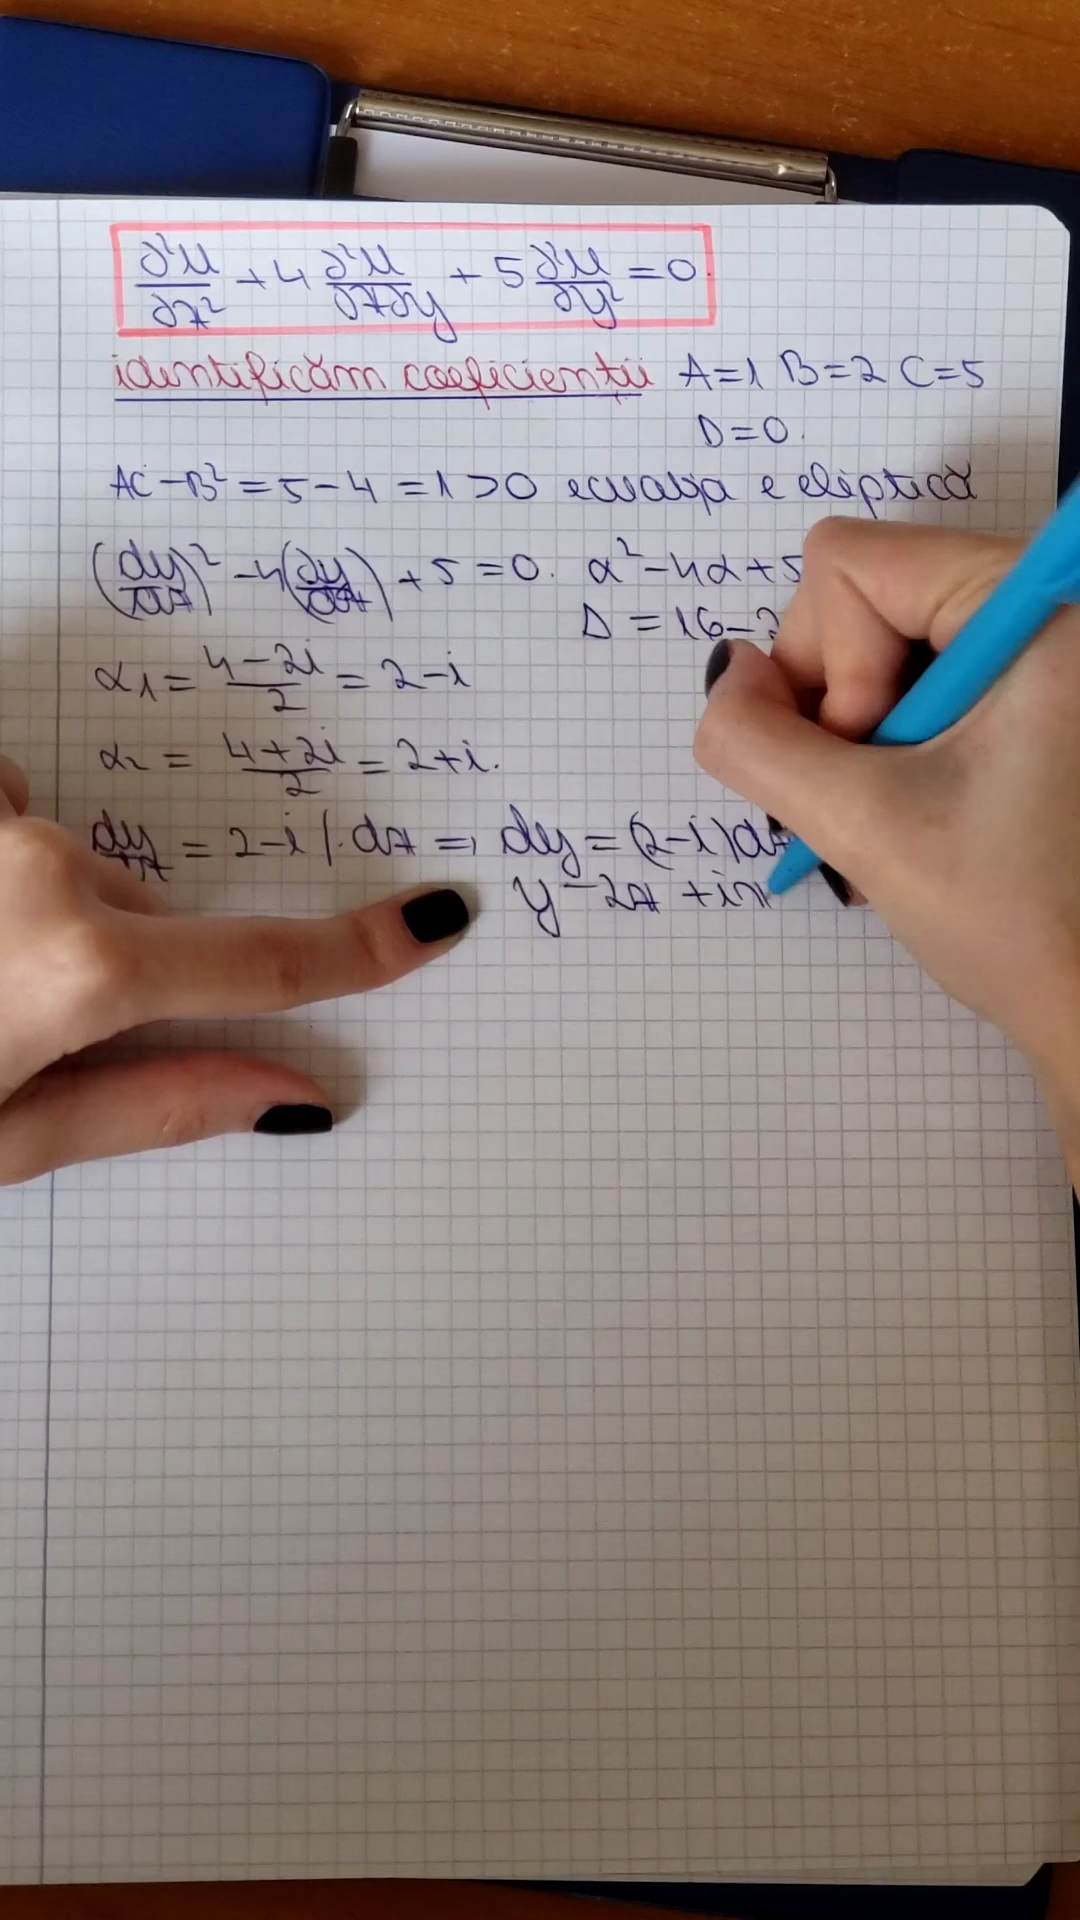 ∂²u/∂x² + 4 ∂²u/∂x∂y + 5 ∂²u/∂y² = 0.
identificăm coeficienții A=1 B=2 C=5
D=0.
AC-B² = 5-4 = 1 >0 ecuația e eliptică
(dy/dx)² -4(dy/dx) + 5 = 0. α²-4α+5
Δ = 16-2
α1 = (4-2i)/2 = 2-i
α2 = (4+2i)/2 = 2+i.
dy/dx = 2-i /· dx => dy = (2-i)dx
y - 2x + ix